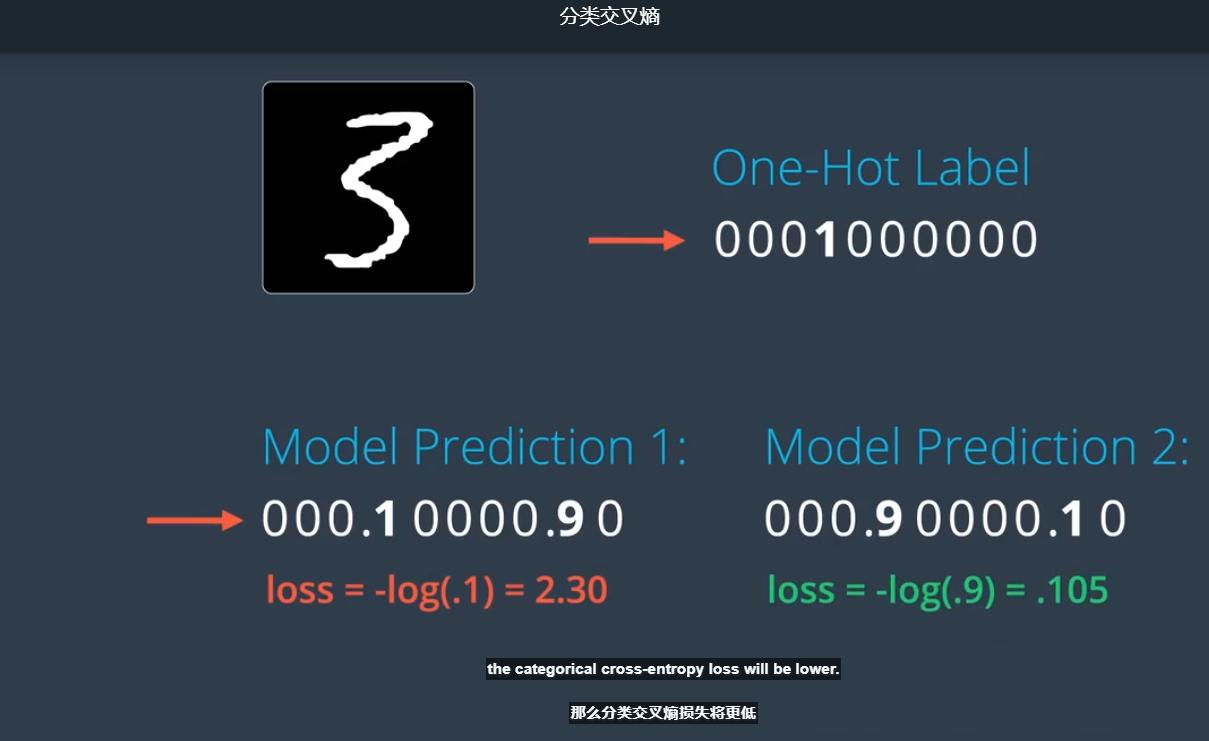 分类交叉熵
One-Hot Label
0001000000
Model Prediction 1:
000.10000.90
loss = -log(.1) = 2.30
Model Prediction 2:
000.90000.10
loss = -log(.9) = .105
the categorical cross-entropy loss will be lower.
那么分类交叉熵损失将更低